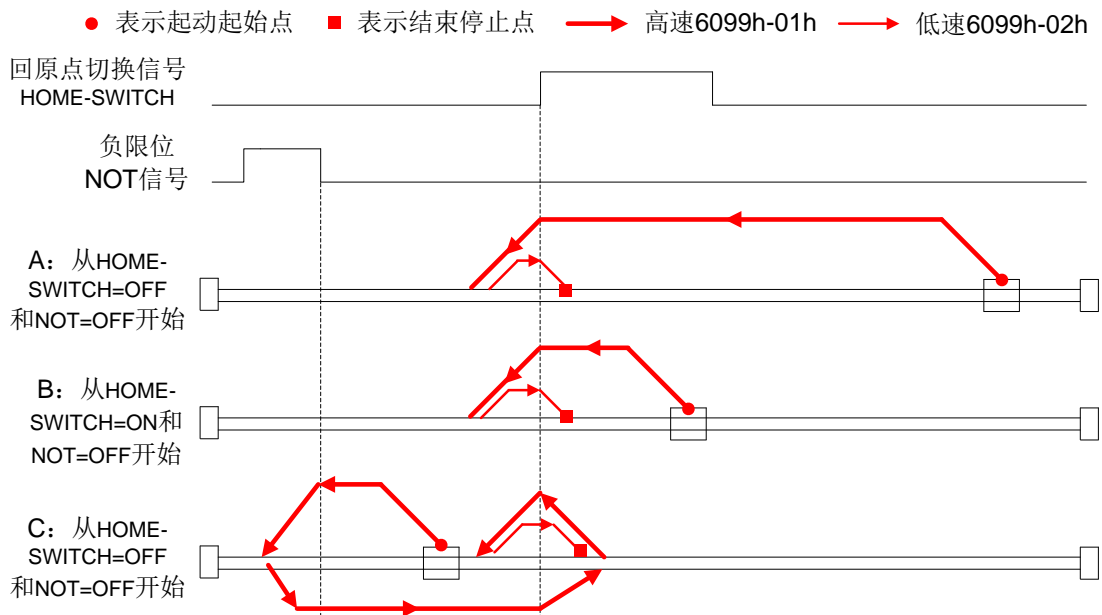 表示起动起始点 表示结束停止点 高速6099h-01h 低速6099h-02h
回原点切换信号
HOME-SWITCH
负限位
NOT信号
A：从HOME-
SWITCH=OFF
和NOT=OFF开始
B：从HOME-
SWITCH=ON和
NOT=OFF开始
C：从HOME-
SWITCH=OFF
和NOT=OFF开始